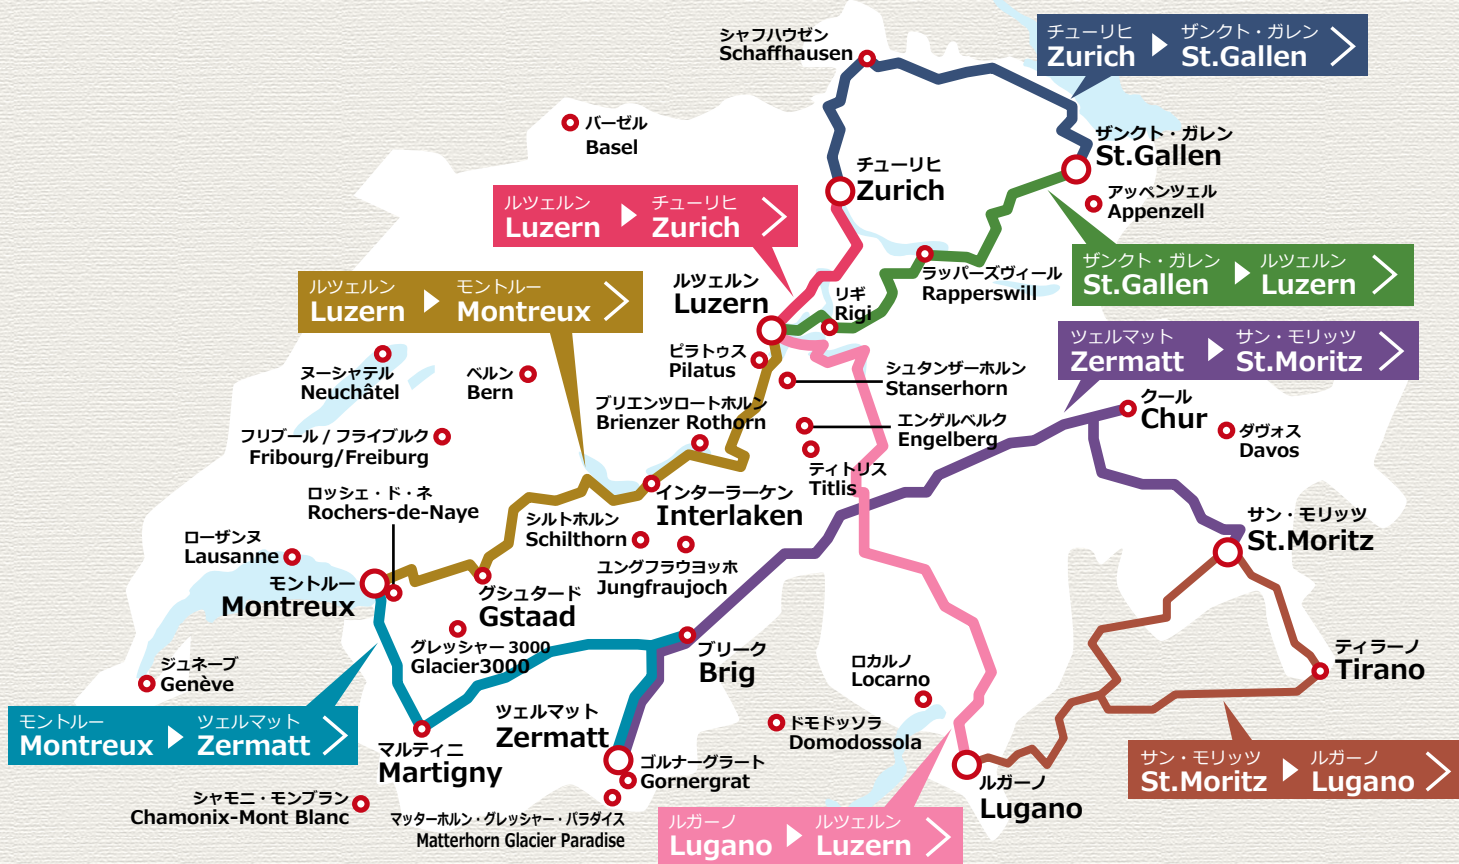 シャフハウゼン
Schaffhausen
チューリヒ ザンクト・ガレン
Zurich St.Gallen
バーゼル
Basel
ザンクト・ガレン
St.Gallen
チューリヒ
Zurich
アッペンツェル
Appenzell
ルツェルン チューリヒ
Luzern Zurich
ザンクト・ガレン ルツェルン
St.Gallen Luzern
ラッパーズヴィール
Rapperswill
ルツェルン
Luzern
リギ
Rigi
ルツェルン モントルー
Luzern Montreux
ツェルマット サン・モリッツ
Zermatt St.Moritz
ピラトゥス
Pilatus
シュタンザーホルン
Stanserhorn
ヌーシャテル
Neuchâtel
ベルン
Bern
ブリエンツロートホルン
Brienzer Rothorn
エンゲルベルク
Engelberg
クール
Chur
ダヴォス
Davos
フリブール / フライブルク
Fribourg/Freiburg
ティトリス
Titlis
ロッシェ・ド・ネ
Rochers-de-Naye
インターラーケン
Interlaken
シルトホルン
Schilthorn
サン・モリッツ
St.Moritz
ローザンヌ
Lausanne
ユングフラウヨッホ
Jungfraujoch
モントルー
Montreux
グシュタード
Gstaad
グレッシャー 3000
Glacier3000
ブリーク
Brig
ティラーノ
Tirano
ジュネーブ
Genève
ロカルノ
Locarno
モントルー ツェルマット
Montreux Zermatt
ツェルマット
Zermatt
ドモドッソラ
Domodossola
マルティニ
Martigny
ゴルナーグラート
Gornergrat
サン・モリッツ ルガーノ
St.Moritz Lugano
ルガーノ
Lugano
シャモニ・モンブラン
Chamonix-Mont Blanc
マッターホルン・グレッシャー・パラダイス
Matterhorn Glacier Paradise
ルガーノ ルツェルン
Lugano Luzern